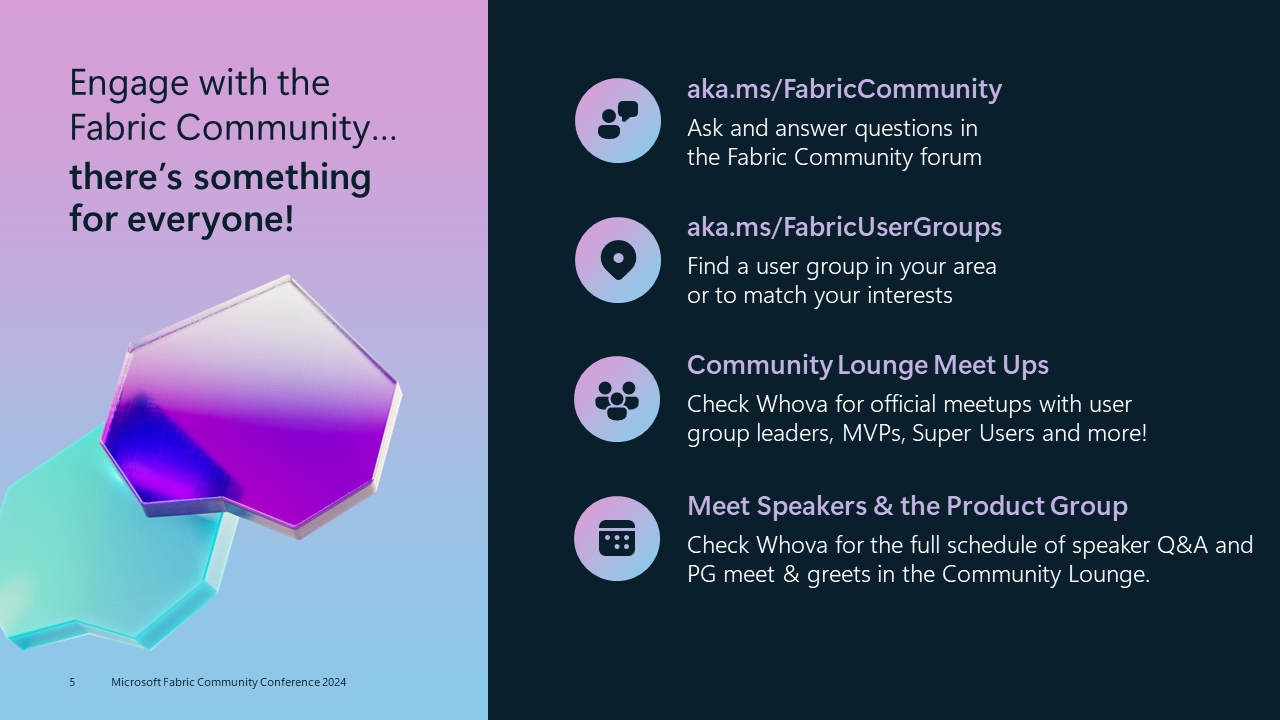 Engage with the
Fabric Community...
there's something
for everyone!
aka.ms/FabricCommunity
Ask and answer questions in
the Fabric Community forum
aka.ms/FabricUserGroups
Find a user group in your area
or to match your interests
Community Lounge Meet Ups
Check Whova for official meetups with user
group leaders, MVPs, Super Users and more!
Meet Speakers & the Product Group
Check Whova for the full schedule of speaker Q&A and
PG meet & greets in the Community Lounge.
5 Microsoft Fabric Community Conference 2024